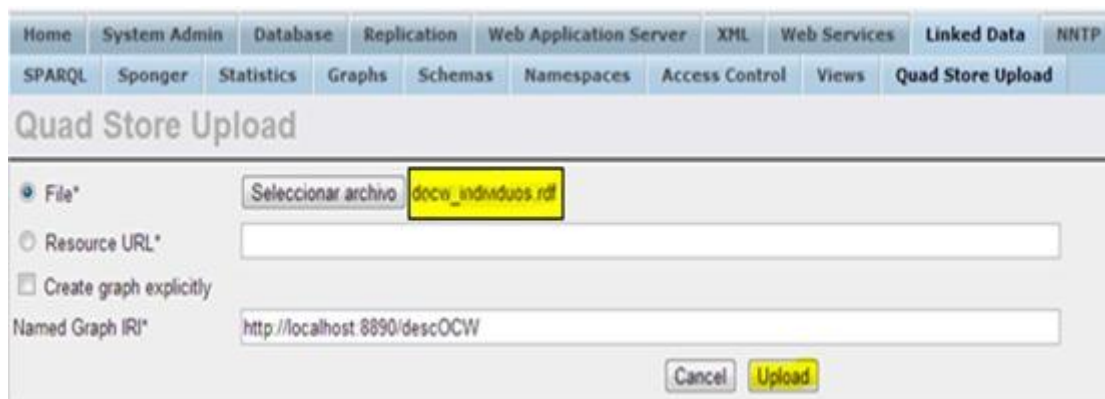 Home System Admin Database Replication Web Application Server XML Web Services Linked Data NNTP
SPARQL Sponger Statistics Graphs Schemas Namespaces Access Control Views Quad Store Upload
Quad Store Upload
File* Seleccionar archivo docw_individuos.rdf
Resource URL*
Create graph explicitly
Named Graph IRI* http://localhost:8890/descOCW
Cancel Upload